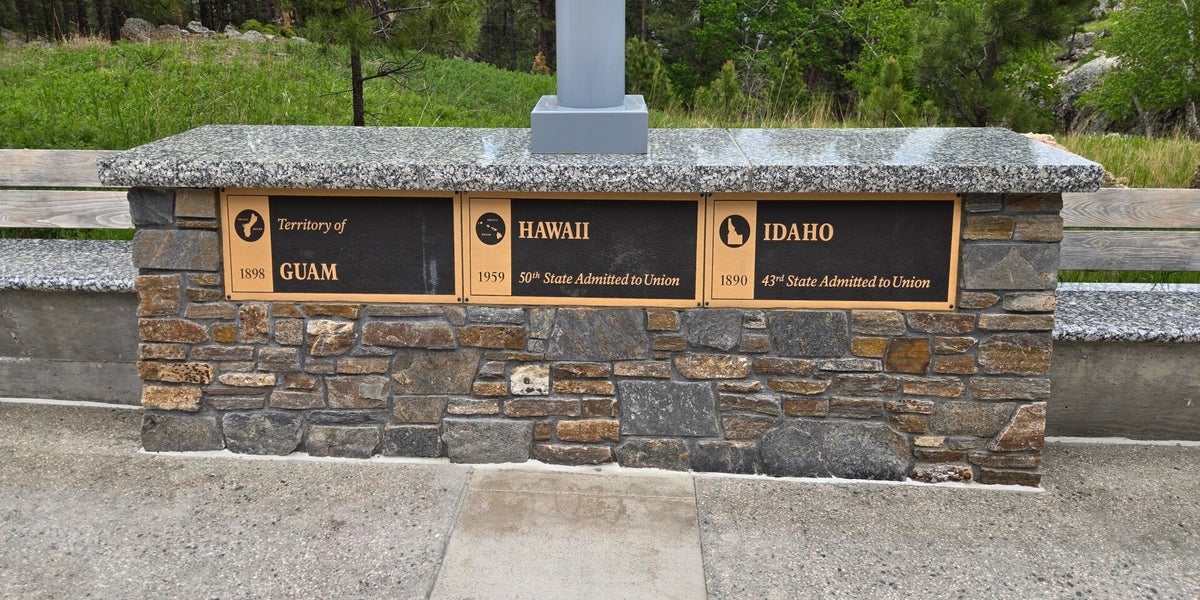 Territory of
GUAM
1898
HAWAII
50th State Admitted to Union
1959
IDAHO
43rd State Admitted to Union
1890